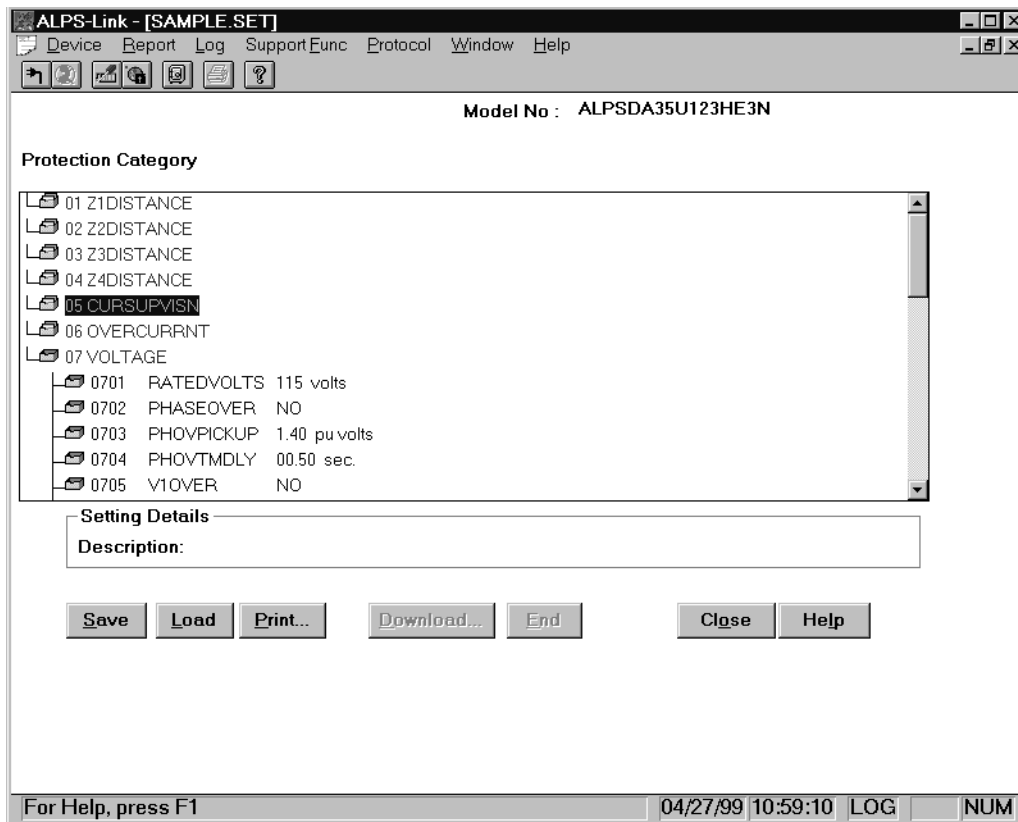 ALPS-Link - [SAMPLE.SET]
Device Report Log Support Func Protocol Window Help
Model No : ALPSDA35U123HE3N
Protection Category
01 Z1DISTANCE
02 Z2DISTANCE
03 Z3DISTANCE
04 Z4DISTANCE
05 CURSUPVISN
06 OVERCURRNT
07 VOLTAGE
0701 RATEDVOLTS 115 volts
0702 PHASEOVER NO
0703 PHOVPICKUP 1.40 pu volts
0704 PHOVTMDLY 00.50 sec.
0705 V1OVER NO
Setting Details
Description:
Save Load Print... Download... End Close Help
For Help, press F1 04/27/99 10:59:10 LOG NUM